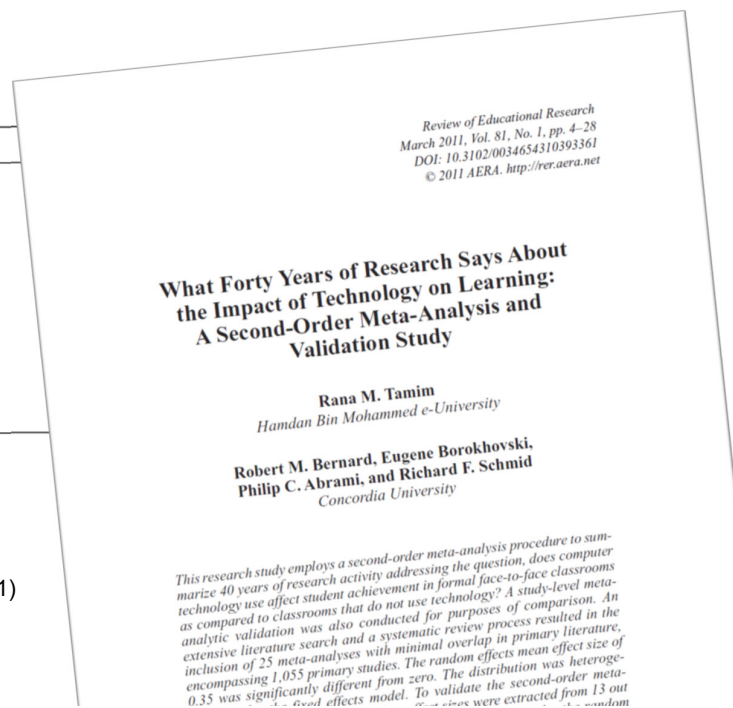 Review of Educational Research
March 2011, Vol. 81, No. 1, pp. 4–28
DOI: 10.3102/0034654310393361
© 2011 AERA. http://rer.aera.net
What Forty Years of Research Says About
the Impact of Technology on Learning:
A Second-Order Meta-Analysis and
Validation Study
Rana M. Tamim
Hamdan Bin Mohammed e-University
Robert M. Bernard, Eugene Borokhovski,
Philip C. Abrami, and Richard F. Schmid
Concordia University
1)
This research study employs a second-order meta-analysis procedure to sum-
marize 40 years of research activity addressing the question, does computer
technology use affect student achievement in formal face-to-face classrooms
as compared to classrooms that do not use technology? A study-level meta-
analytic validation was also conducted for purposes of comparison. An
extensive literature search and a systematic review process resulted in the
inclusion of 25 meta-analyses with minimal overlap in primary literature,
encompassing 1,055 primary studies. The random effects mean effect size of
0.35 was significantly different from zero. The distribution was heteroge-
fixed effects model. To validate the second-order meta-
sizes were extracted from 13 out
random